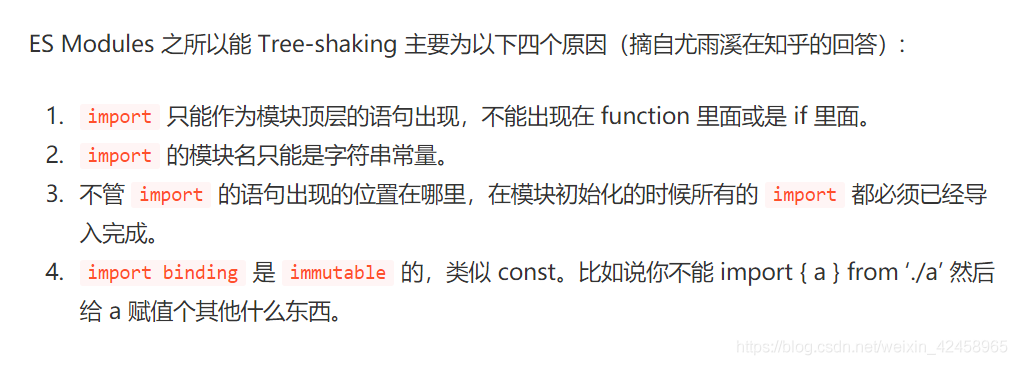 ES Modules 之所以能 Tree-shaking 主要为以下四个原因（摘自尤雨溪在知乎的回答）:
1. import 只能作为模块顶层的语句出现，不能出现在 function 里面或是 if 里面。
2. import 的模块名只能是字符串常量。
3. 不管 import 的语句出现的位置在哪里，在模块初始化的时候所有的 import 都必须已经导
入完成。
4. import binding 是 immutable 的，类似 const。比如说你不能 import { a } from ‘./a’ 然后
给 a 赋值个其他什么东西。
https://blog.csdn.net/weixin_42458965